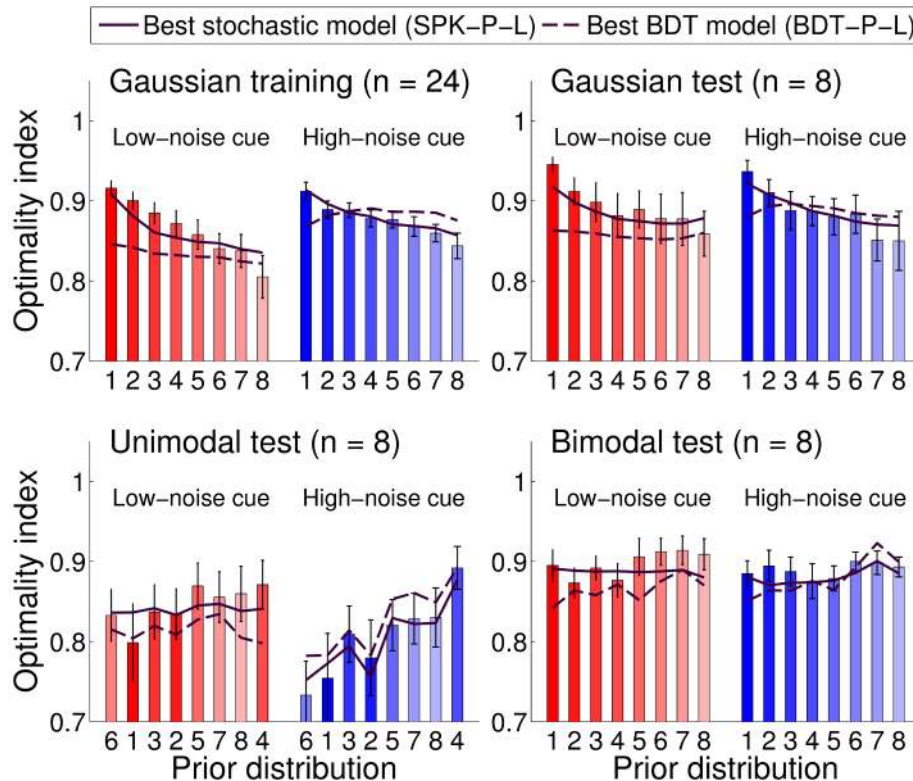 Best stochastic model (SPK−P−L) Best BDT model (BDT−P−L)
Gaussian training (n = 24)
Low−noise cue High−noise cue
Optimality index
1
0.9
0.8
0.7
1 2 3 4 5 6 7 8 1 2 3 4 5 6 7 8
Gaussian test (n = 8)
Low−noise cue High−noise cue
1
0.9
0.8
0.7
1 2 3 4 5 6 7 8 1 2 3 4 5 6 7 8
Unimodal test (n = 8)
Low−noise cue High−noise cue
Optimality index
1
0.9
0.8
0.7
6 1 3 2 5 7 8 4 6 1 3 2 5 7 8 4
Prior distribution
Bimodal test (n = 8)
Low−noise cue High−noise cue
1
0.9
0.8
0.7
1 2 3 4 5 6 7 8 1 2 3 4 5 6 7 8
Prior distribution